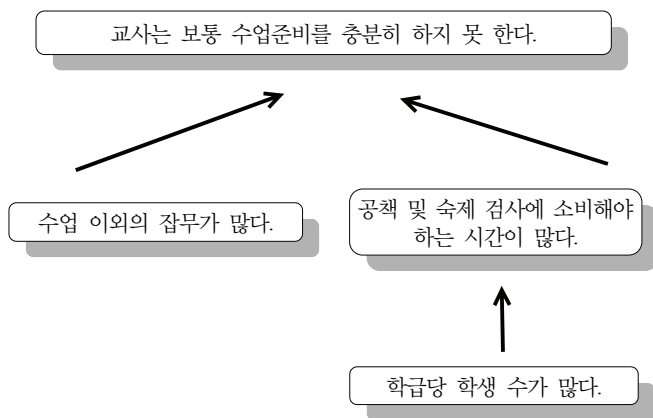 교사는 보통 수업준비를 충분히 하지 못 한다.
수업 이외의 잡무가 많다.
공책 및 숙제 검사에 소비해야
하는 시간이 많다.
학급당 학생 수가 많다.